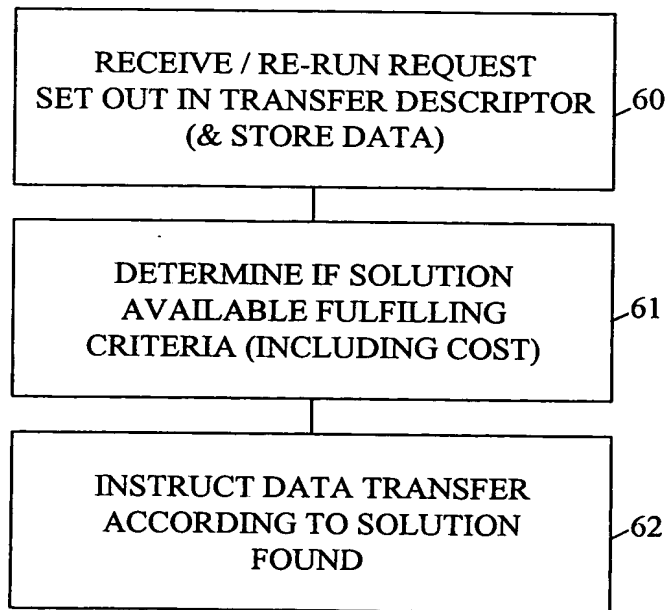 RECEIVE / RE-RUN REQUEST
SET OUT IN TRANSFER DESCRIPTOR
(& STORE DATA)
60
DETERMINE IF SOLUTION
AVAILABLE FULFILLING
CRITERIA (INCLUDING COST)
61
INSTRUCT DATA TRANSFER
ACCORDING TO SOLUTION
FOUND
62